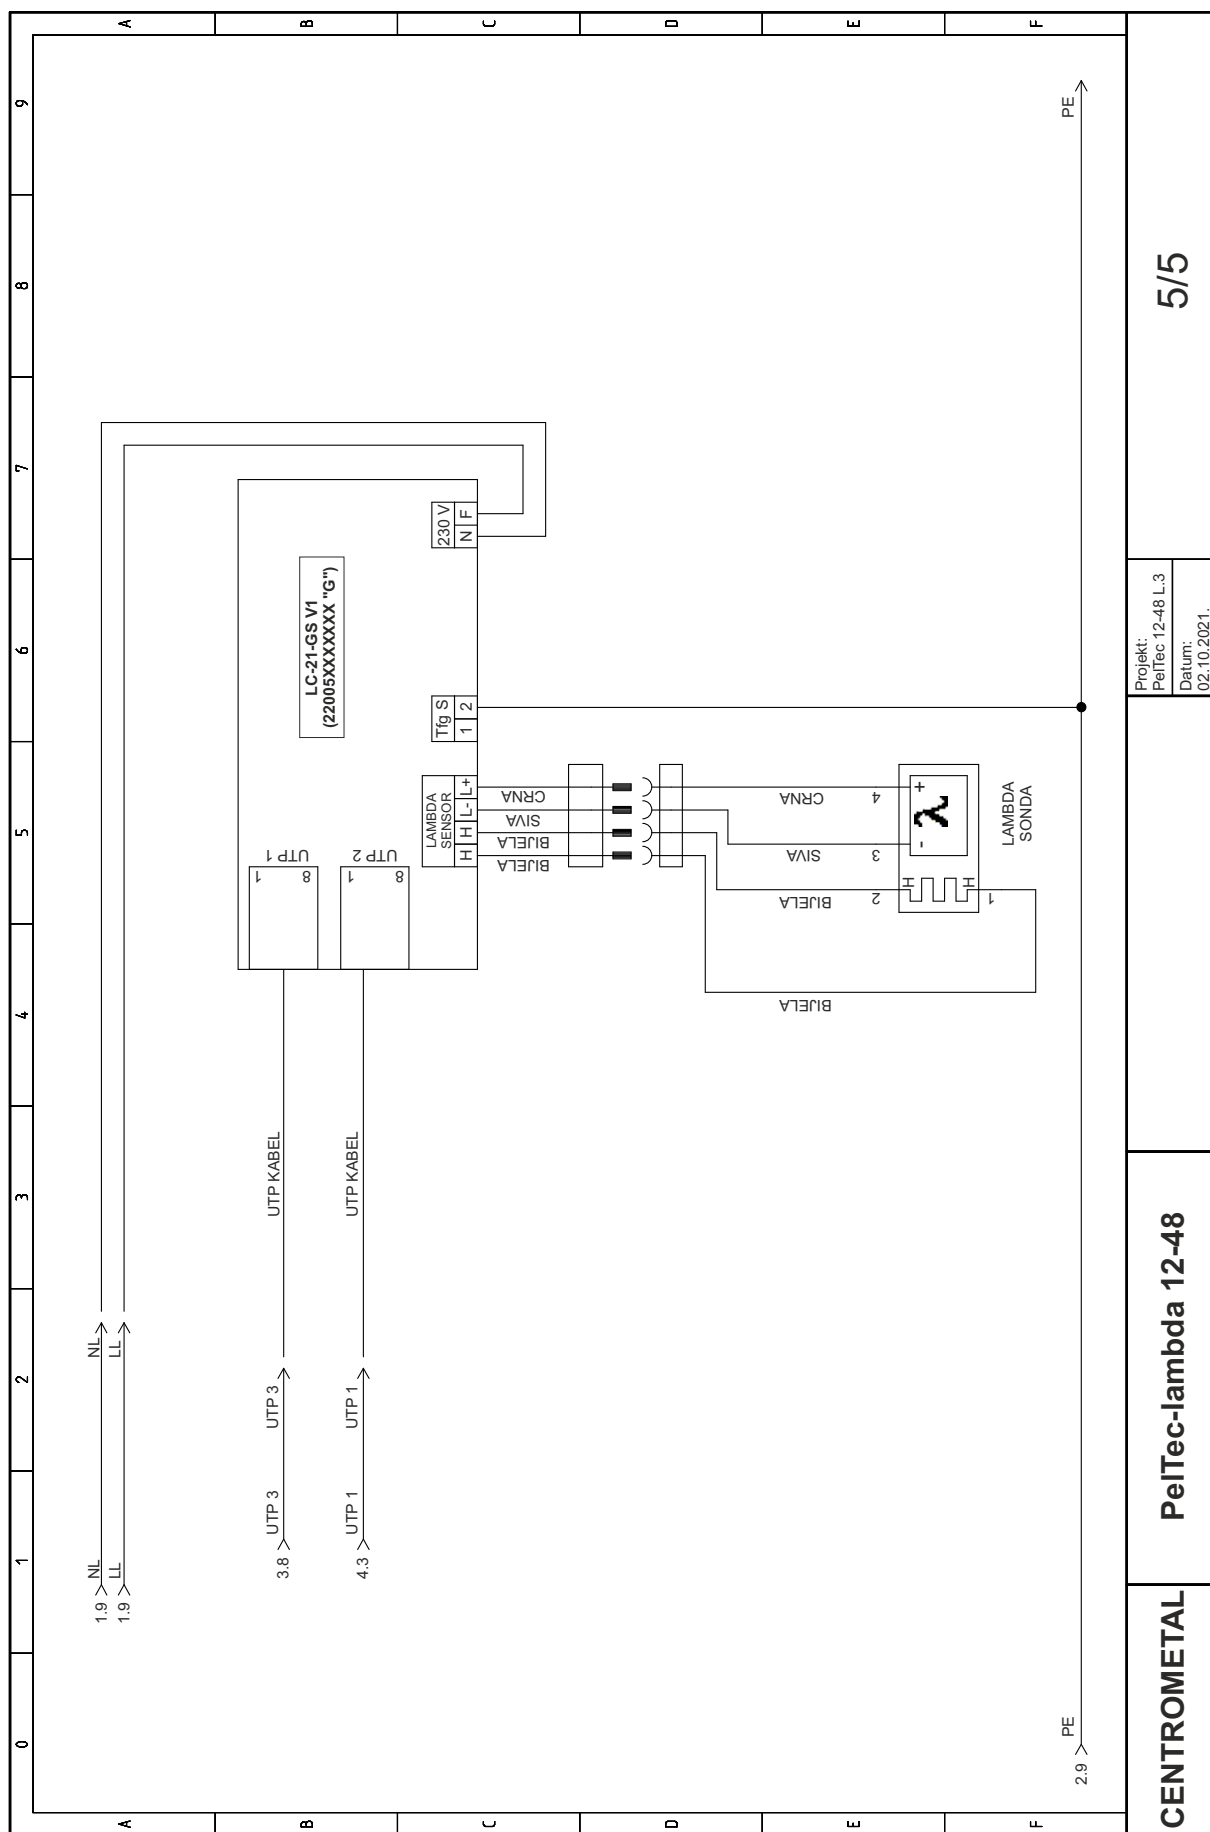 0 1 2 3 4 5 6 7 8 9
A
B
C
D
E
F
A
B
C
D
E
F
1.9 NL
1.9 LL
NL
LL
3.8 UTP 3
UTP 3
UTP KABEL
4.3 UTP 1
UTP 1
UTP KABEL
UTP 1
1
8
UTP 2
1
8
LC-21-GS V1
(22005XXXXXXX "G")
LAMBDA
SENSOR
H H L- L+
Tfg S
1 2
230 V
N F
BIJELA
BIJELA
SIVA
CRNA
BIJELA
BIJELA
SIVA
CRNA
2
3
4
H
H
1
- +
λ
LAMBDA
SONDA
2.9 PE
PE
CENTROMETAL
PelTec-lambda 12-48
Projekt:
PelTec 12-48 L.3
Datum:
02.10.2021.
5/5